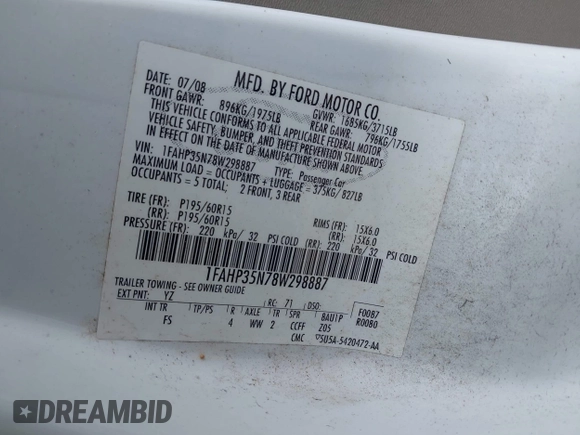 MFD. BY FORD MOTOR CO.
DATE: 07/08
GVWR: 1685KG/3715LB
FRONT GAWR: 896KG/1975LB
REAR GAWR: 796KG/1755LB
THIS VEHICLE CONFORMS TO ALL APPLICABLE FEDERAL MOTOR
VEHICLE SAFETY, BUMPER, AND THEFT PREVENTION STANDARDS
IN EFFECT ON THE DATE OF MANUFACTURE SHOWN ABOVE.
VIN: 1FAHP35N78W298887 TYPE: Passenger Car
MAXIMUM LOAD = OCCUPANTS + LUGGAGE = 375KG/ 827LB
OCCUPANTS = 5 TOTAL; 2 FRONT, 3 REAR
TIRE (FR): P195/60R15 RIMS (FR): 15X6.0
(RR): P195/60R15 (RR): 15X6.0
PRESSURE (FR): 220 kPa/ 32 PSI COLD (RR): 220 kPa/ 32 PSI COLD
1FAHP35N78W298887
TRAILER TOWING - SEE OWNER GUIDE
EXT PNT: YZ RC: 71 DSO: F0087
INT TR TP/PS R AXLE TR SPR 8AU1P R0080
FS 4 WW 2 CCFF Z05
CMC 5U5A-5420472-AA
DREAMBID